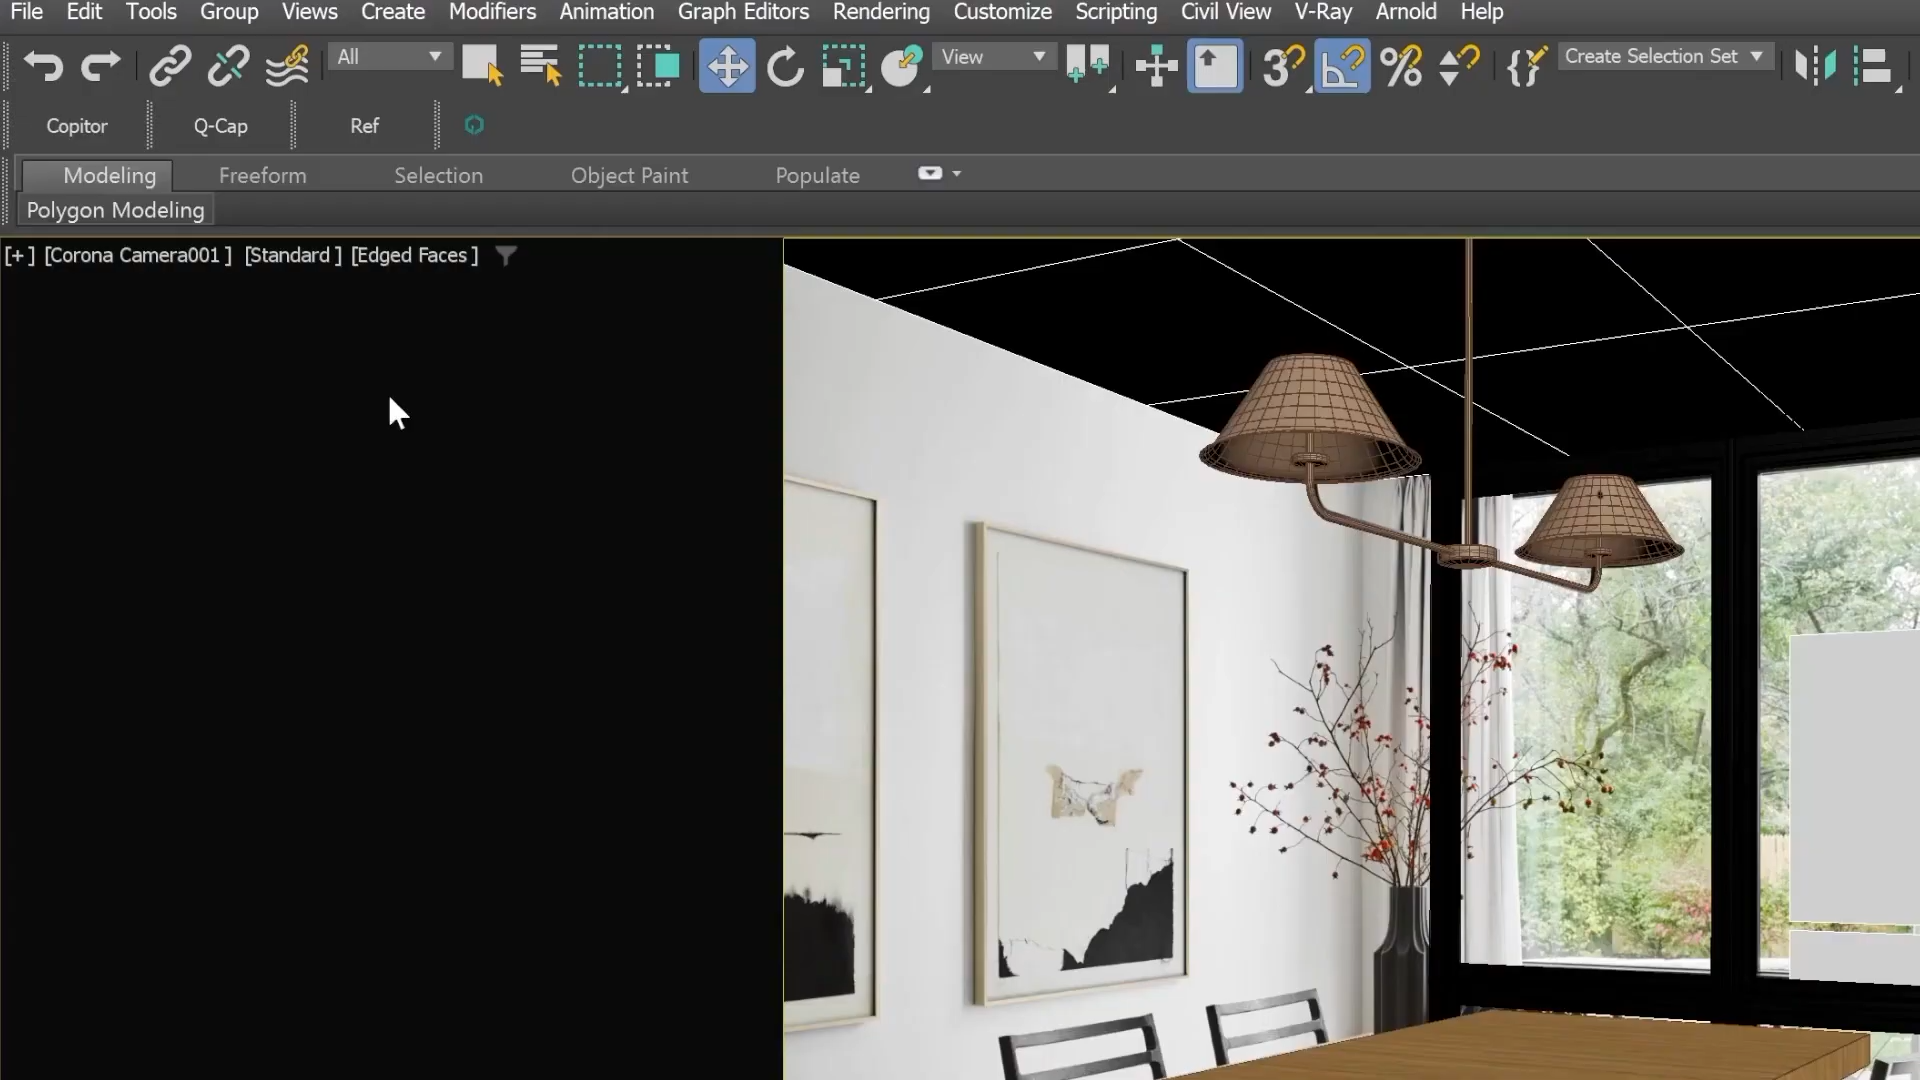 File Edit Tools Group Views Create Modifiers Animation Graph Editors Rendering Customize Scripting Civil View V-Ray Arnold Help
All View 3 % Create Selection Set
Copitor Q-Cap Ref
Modeling Freeform Selection Object Paint Populate
Polygon Modeling
[+] [Corona Camera001] [Standard] [Edged Faces]